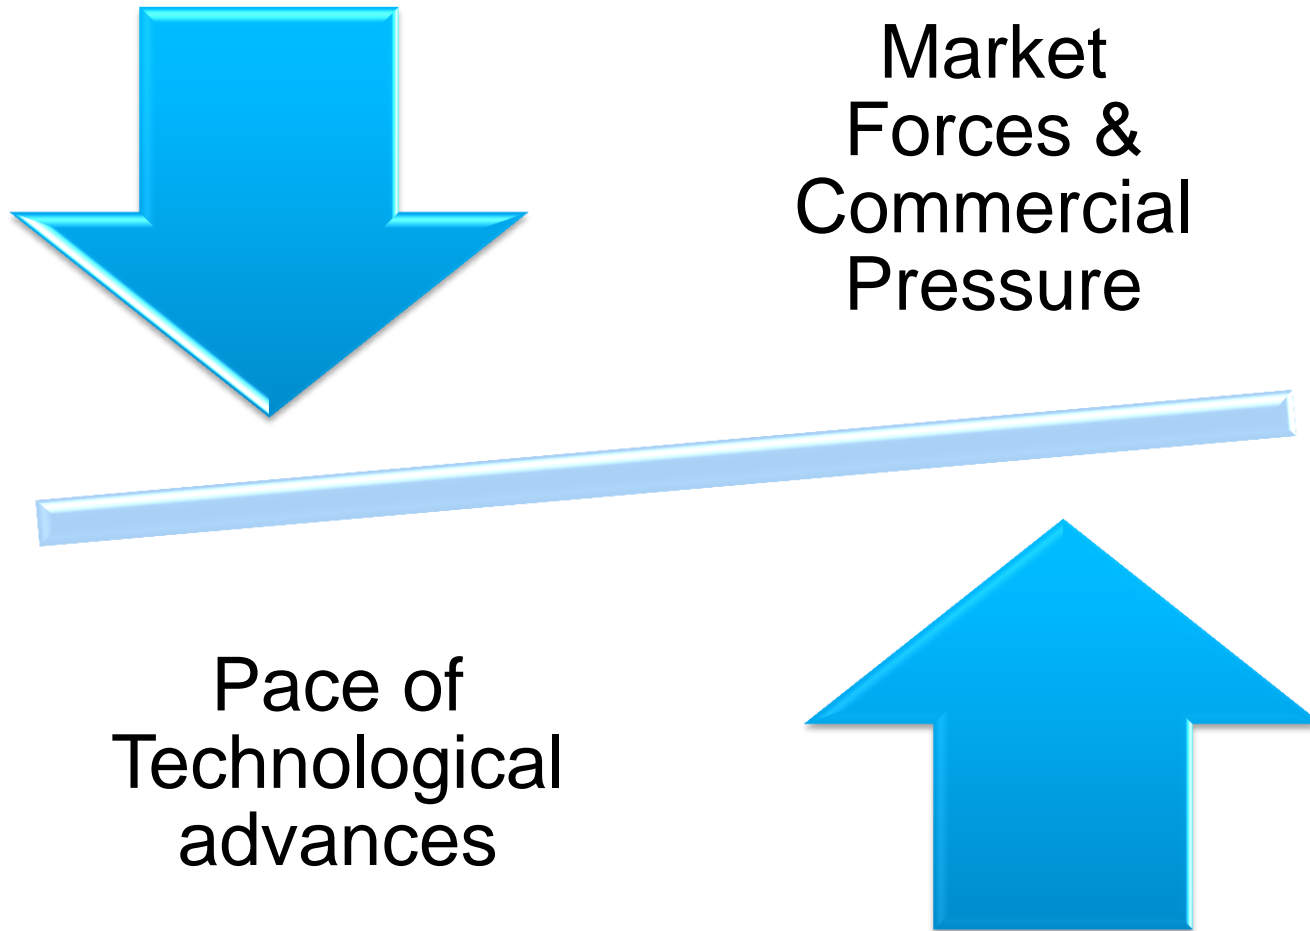 Market
Forces &
Commercial
Pressure
Pace of
Technological
advances